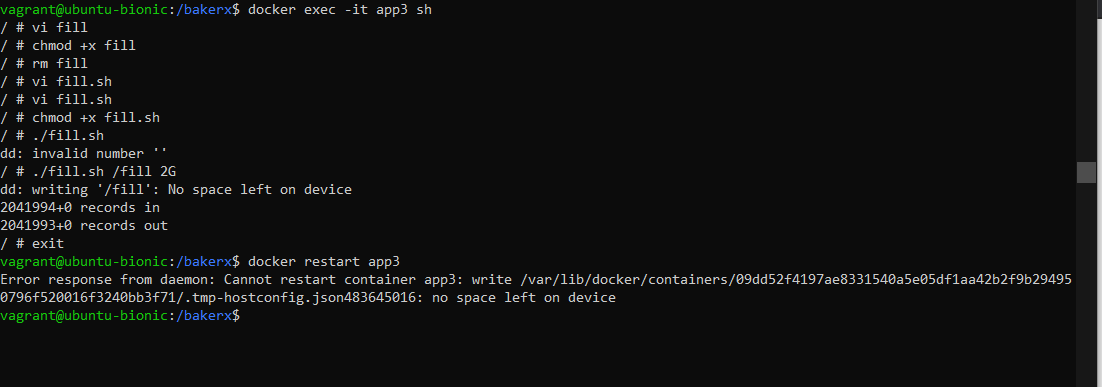 vagrant@ubuntu-bionic:/bakerx$ docker exec -it app3 sh
/ # vi fill
/ # chmod +x fill
/ # rm fill
/ # vi fill.sh
/ # vi fill.sh
/ # chmod +x fill.sh
/ # ./fill.sh
dd: invalid number ''
/ # ./fill.sh /fill 2G
dd: writing '/fill': No space left on device
2041994+0 records in
2041993+0 records out
/ # exit
vagrant@ubuntu-bionic:/bakerx$ docker restart app3
Error response from daemon: Cannot restart container app3: write /var/lib/docker/containers/09dd52f4197ae8331540a5e05df1aa42b2f9b29495
0796f520016f3240bb3f71/.tmp-hostconfig.json483645016: no space left on device
vagrant@ubuntu-bionic:/bakerx$